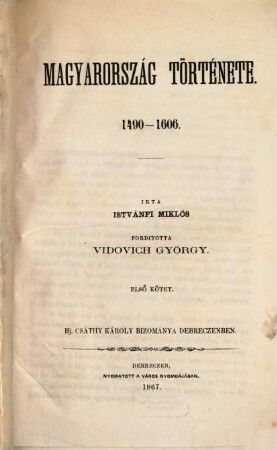 MAGYARORSZÁG TÖRTÉNETE.
1490—1606.
IRTA
ISTVÁNFI MIKLÓS
FORDITOTTA
VIDOVICH GYÖRGY.
ELSŐ KÖTET.
Ifj. CSÁTHY KÁROLY BIZOMÁNYA DEBRECZENBEN.
DEBRECZEN,
NYOMATOTT A VÁROS NYOMDÁJÁBAN.
1867.